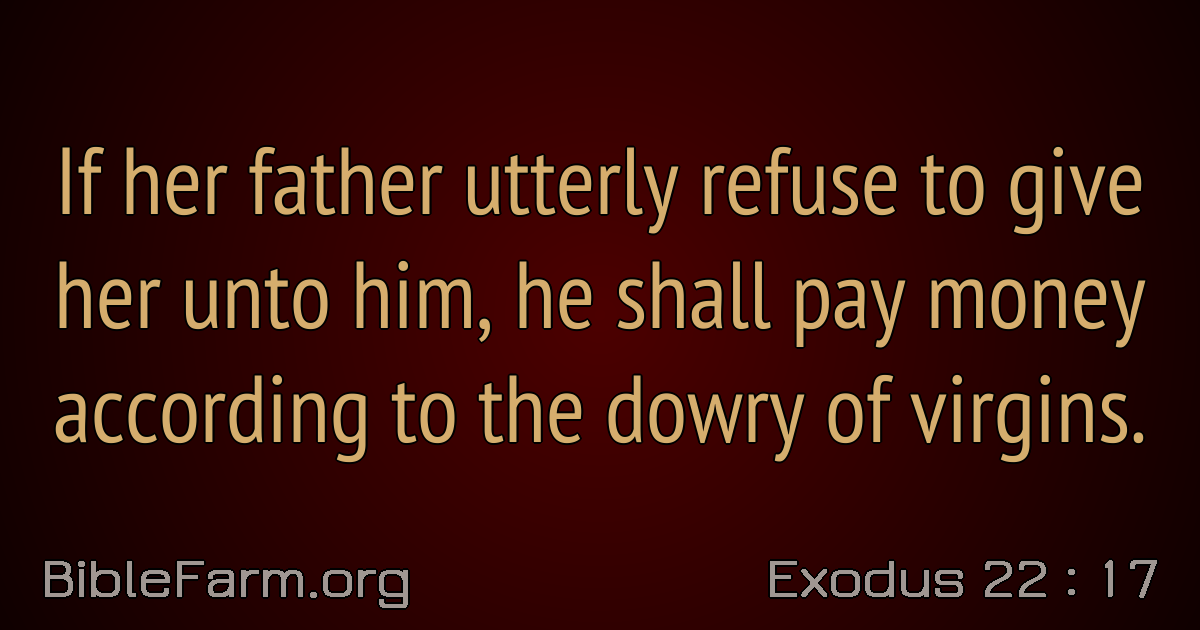 If her father utterly refuse to give
her unto him, he shall pay money
according to the dowry of virgins.
BibleFarm.org
Exodus 22 : 17